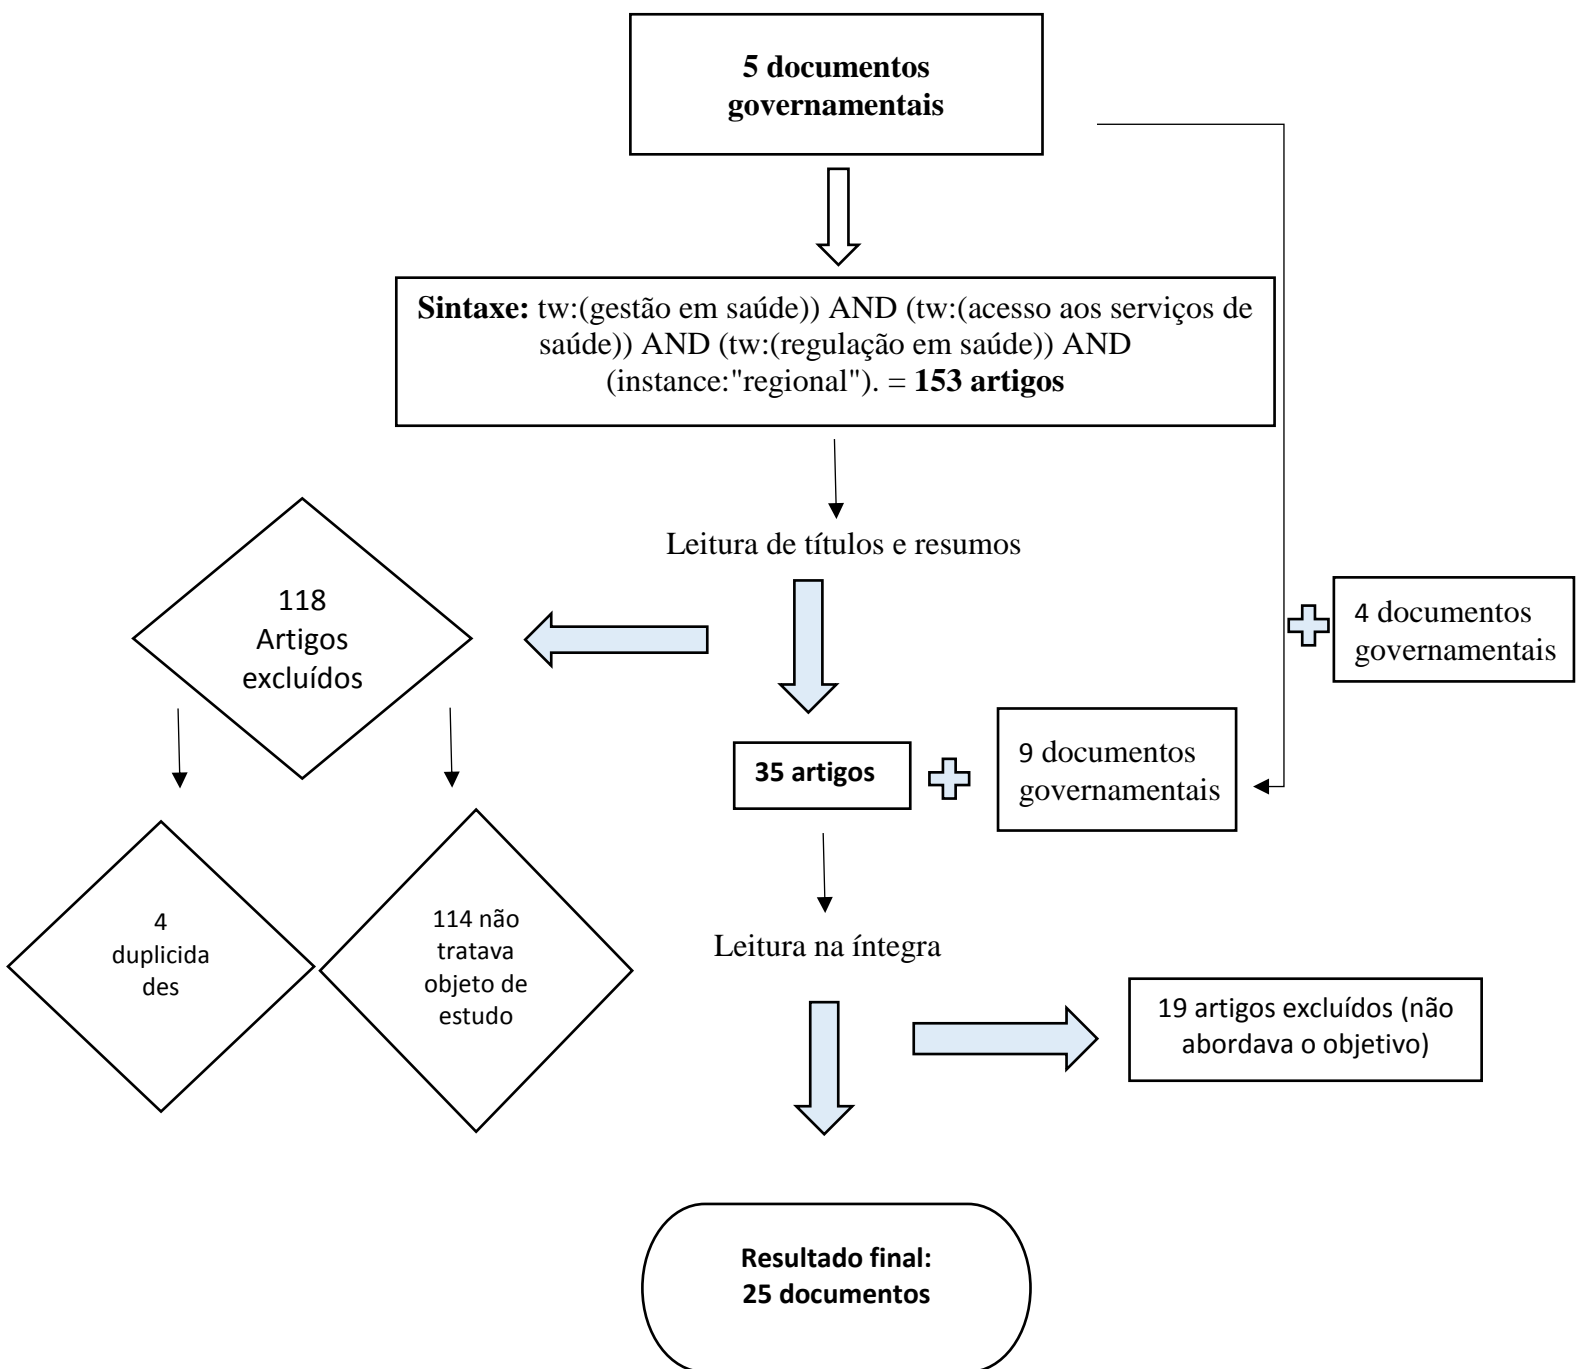 5 documentos
governamentais
Sintaxe: tw:(gestão em saúde)) AND (tw:(acesso aos serviços de
saúde)) AND (tw:(regulação em saúde)) AND
(instance:"regional"). = 153 artigos
Leitura de títulos e resumos
118
Artigos
excluídos
4 documentos
governamentais
35 artigos
9 documentos
governamentais
4
duplicida
des
114 não
tratava
objeto de
estudo
Leitura na íntegra
19 artigos excluídos (não
abordava o objetivo)
Resultado final:
25 documentos